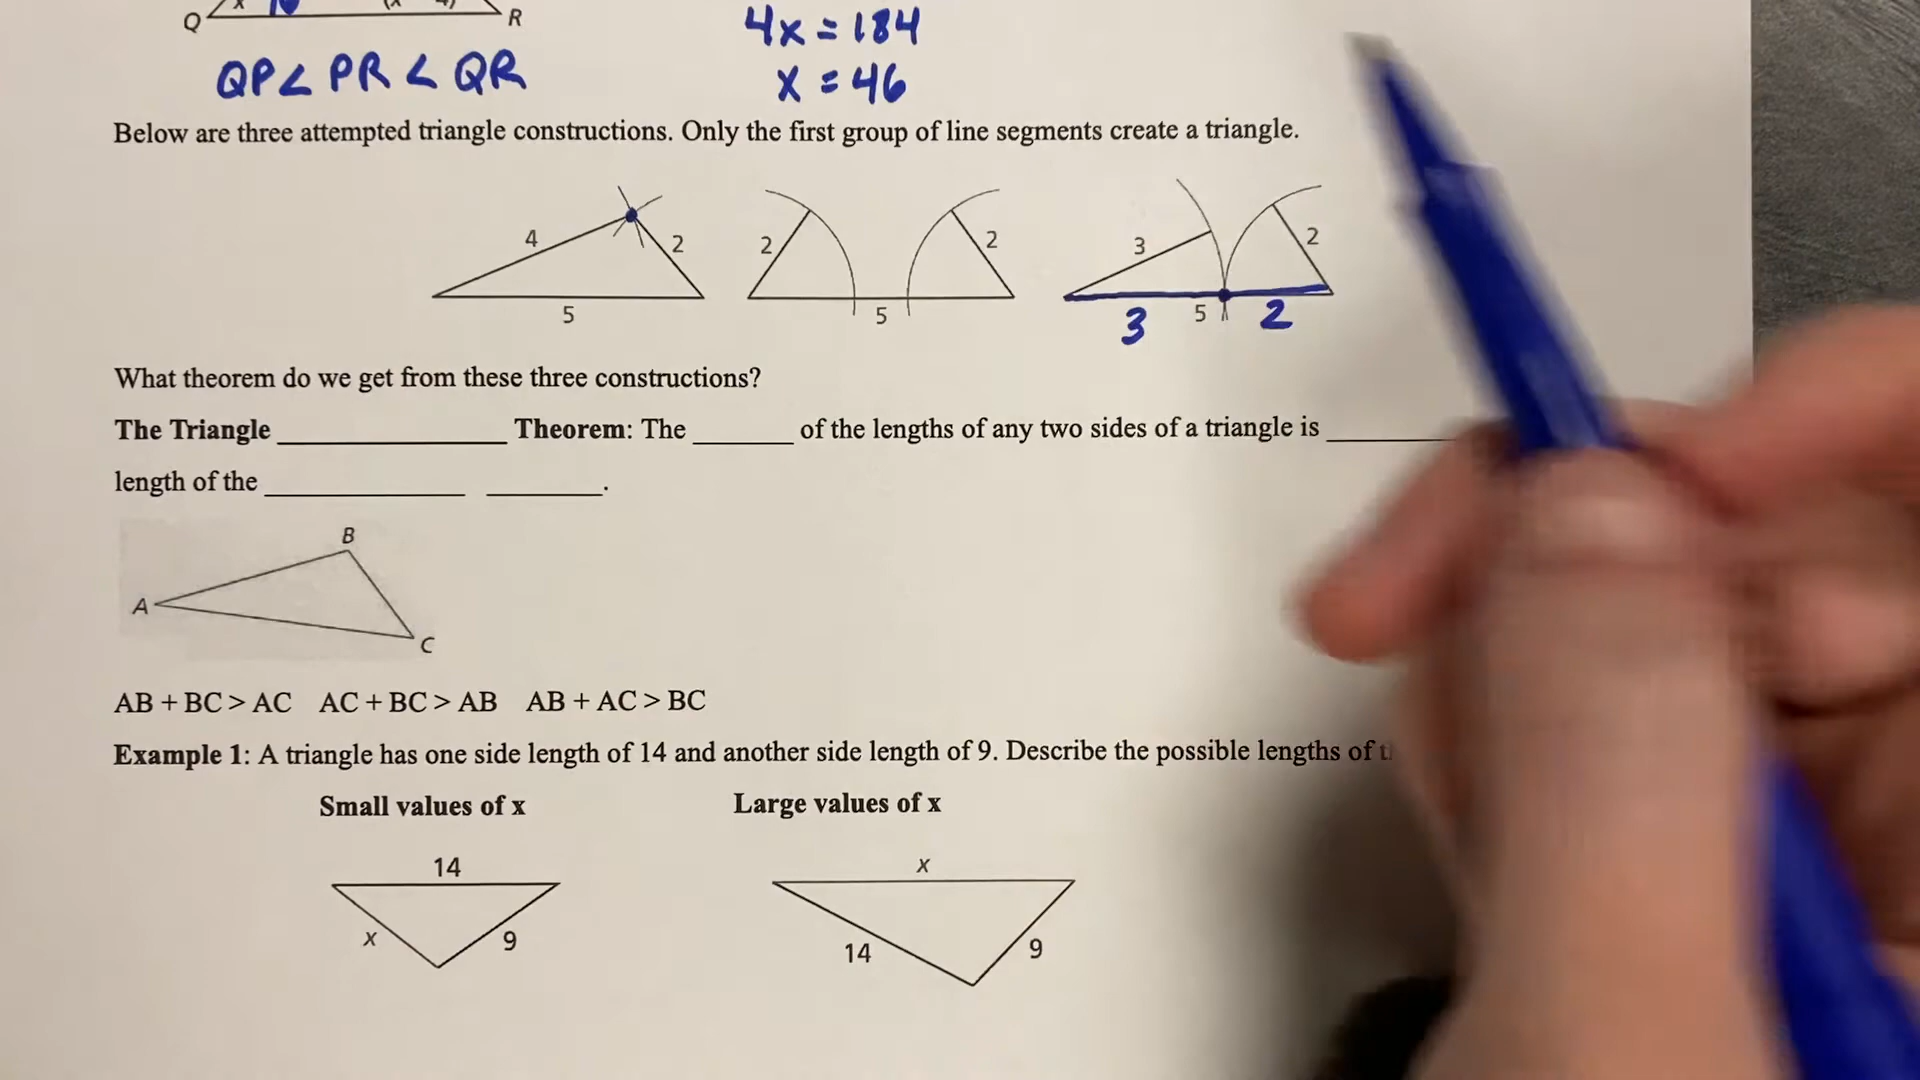 Q
R
4x = 184
QP < PR < QR
x = 46
Below are three attempted triangle constructions. Only the first group of line segments create a triangle.
4
2
5
2
2
5
3
2
3
5
2
What theorem do we get from these three constructions?
The Triangle ________ Theorem: The ________ of the lengths of any two sides of a triangle is ________
length of the ________ ________.
B
A
C
AB + BC > AC AC + BC > AB AB + AC > BC
Example 1: A triangle has one side length of 14 and another side length of 9. Describe the possible lengths of
Small values of x
Large values of x
14
x
9
x
14
9